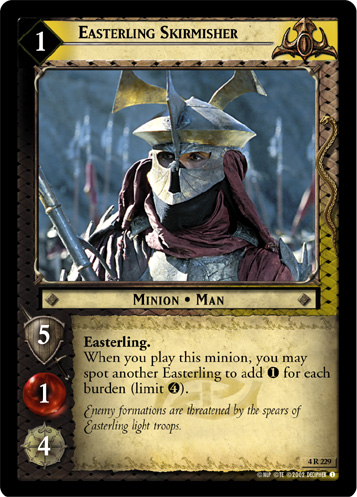 1
EASTERLING SKIRMISHER
MINION • MAN
5
Easterling.
When you play this minion, you may
spot another Easterling to add ❶ for each
burden (limit ❹).
1
Enemy formations are threatened by the spears of
Easterling light troops.
4
4 R 229